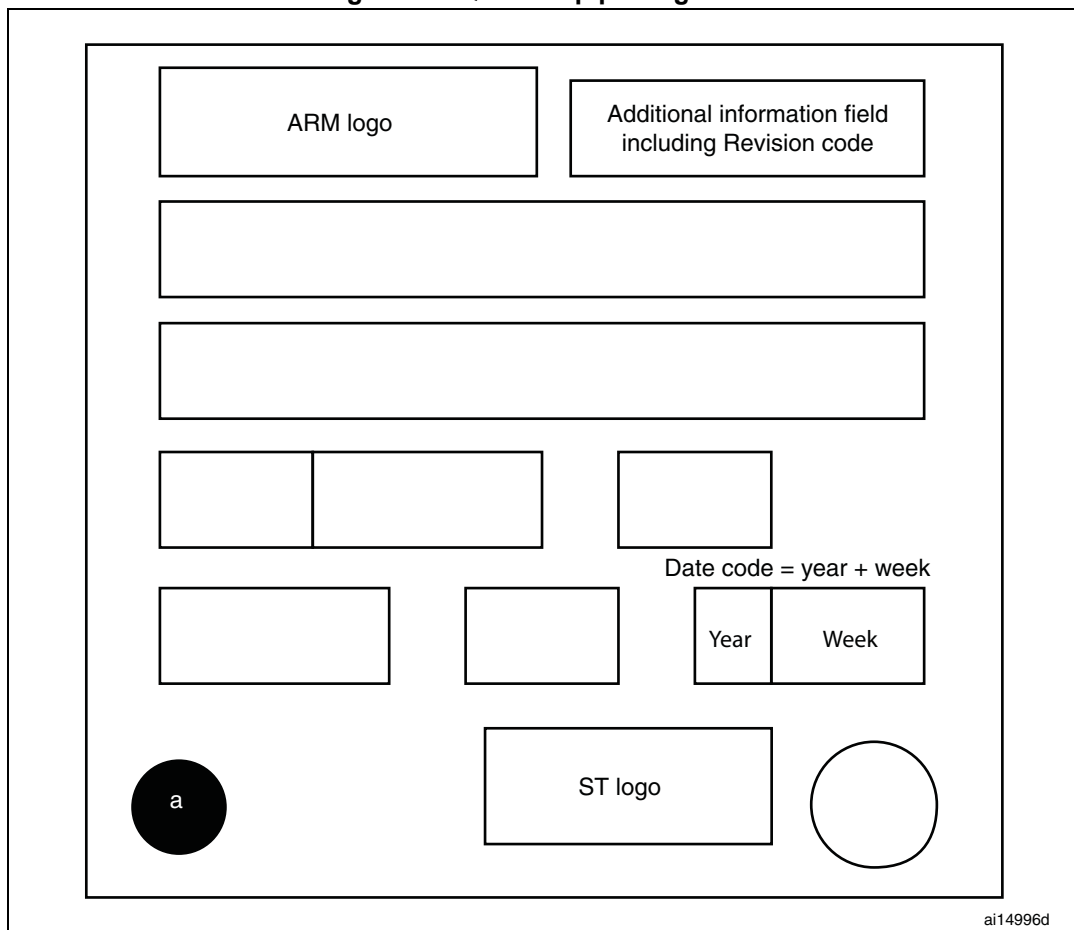 ARM logo
Additional information field
including Revision code
Date code = year + week
Year
Week
a
ST logo
ai14996d